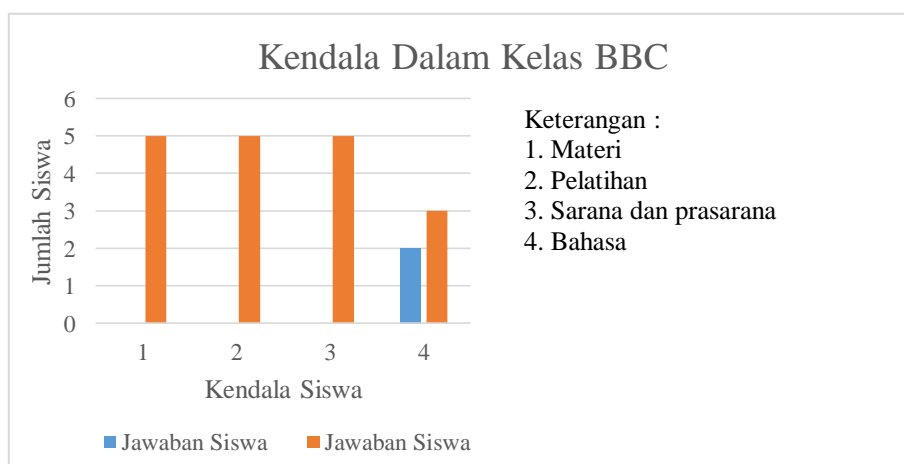 Kendala Dalam Kelas BBC
6
5
4
3
2
1
0
Jumlah Siswa
1 2 3 4
Kendala Siswa
Jawaban Siswa Jawaban Siswa
Keterangan :
1. Materi
2. Pelatihan
3. Sarana dan prasarana
4. Bahasa